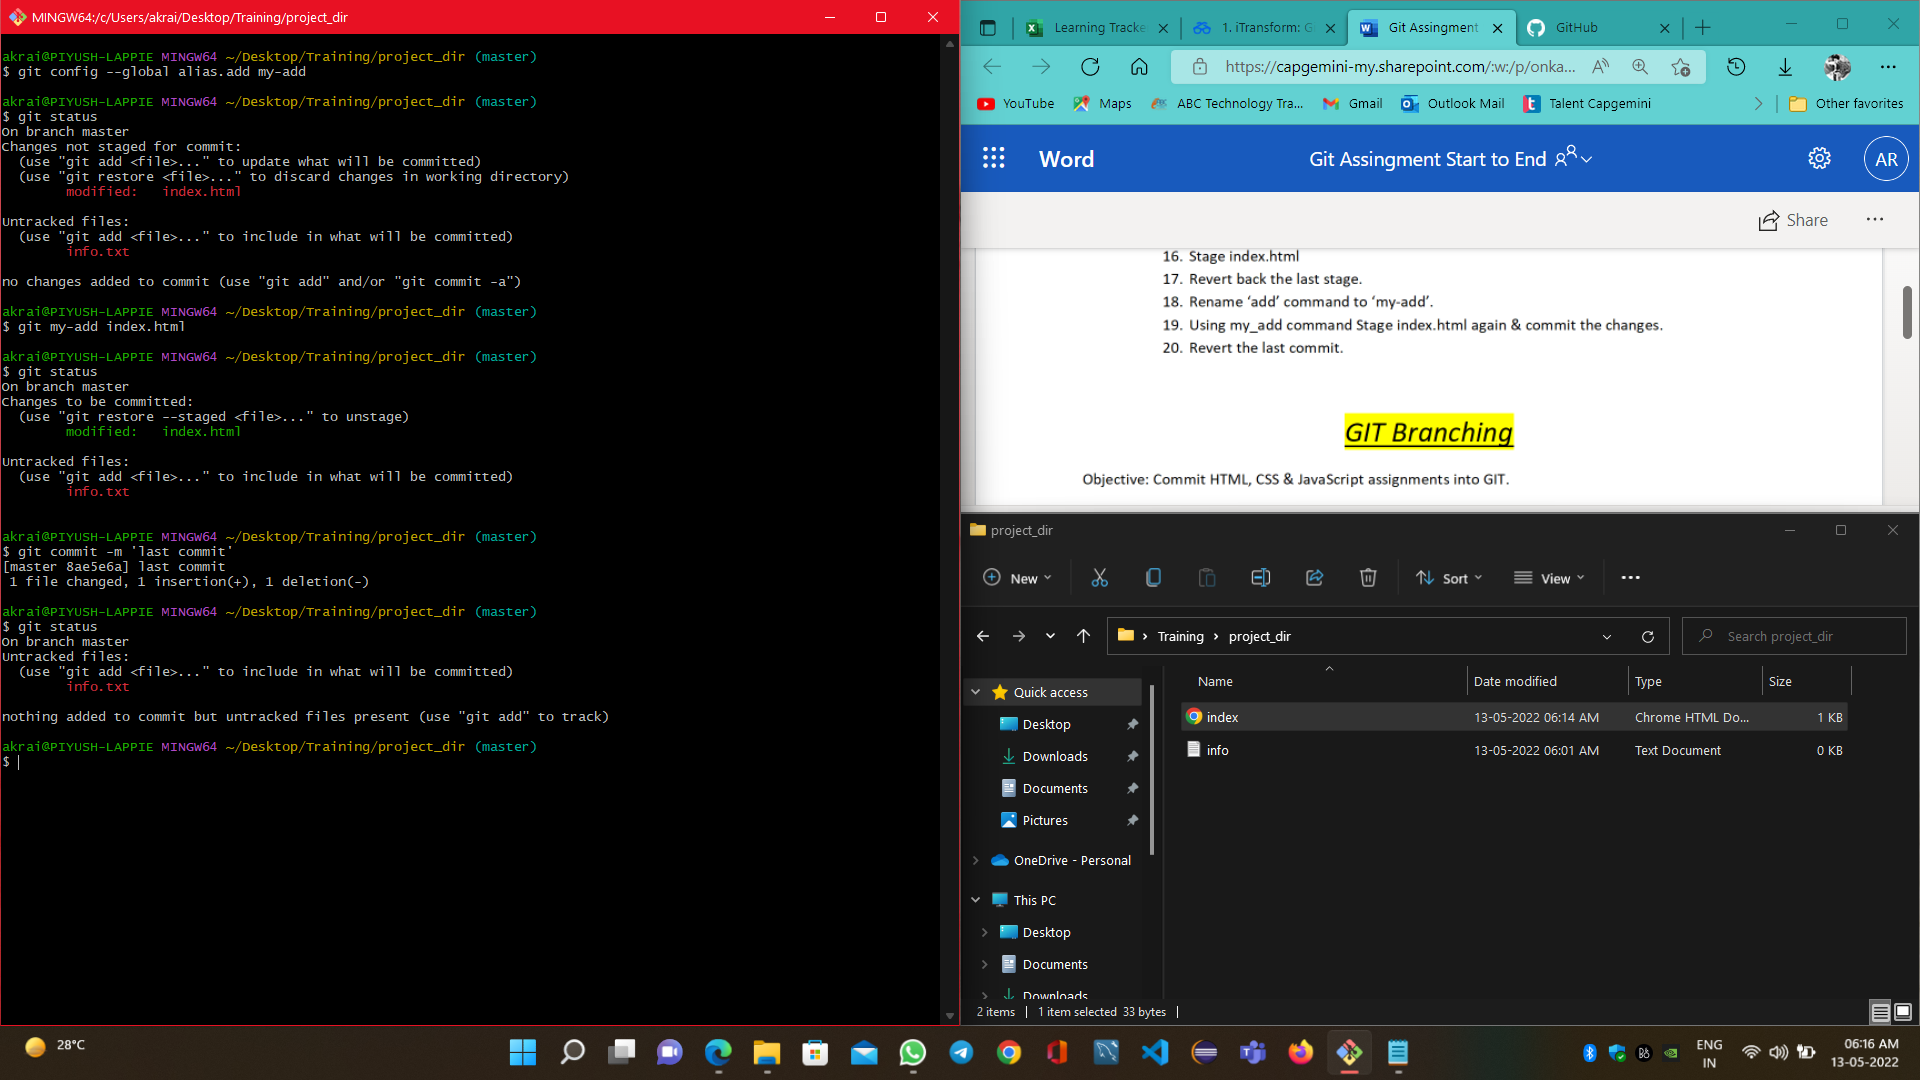 MINGW64:/c/Users/akrai/Desktop/Training/project_dir
akrai@PIYUSH-LAPPIE MINGW64 ~/Desktop/Training/project_dir (master)
$ git config --global alias.add my-add
akrai@PIYUSH-LAPPIE MINGW64 ~/Desktop/Training/project_dir (master)
$ git status
On branch master
Changes not staged for commit:
(use "git add <file>..." to update what will be committed)
(use "git restore <file>..." to discard changes in working directory)
modified: index.html
Untracked files:
(use "git add <file>..." to include in what will be committed)
info.txt
no changes added to commit (use "git add" and/or "git commit -a")
akrai@PIYUSH-LAPPIE MINGW64 ~/Desktop/Training/project_dir (master)
$ git my-add index.html
akrai@PIYUSH-LAPPIE MINGW64 ~/Desktop/Training/project_dir (master)
$ git status
On branch master
Changes to be committed:
(use "git restore --staged <file>..." to unstage)
modified: index.html
Untracked files:
(use "git add <file>..." to include in what will be committed)
info.txt
akrai@PIYUSH-LAPPIE MINGW64 ~/Desktop/Training/project_dir (master)
$ git commit -m 'last commit'
[master 8ae5e6a] last commit
1 file changed, 1 insertion(+), 1 deletion(-)
akrai@PIYUSH-LAPPIE MINGW64 ~/Desktop/Training/project_dir (master)
$ git status
On branch master
Untracked files:
(use "git add <file>..." to include in what will be committed)
info.txt
nothing added to commit but untracked files present (use "git add" to track)
akrai@PIYUSH-LAPPIE MINGW64 ~/Desktop/Training/project_dir (master)
$
Learning Tracke
1. iTransform: G
Git Assingment
GitHub
https://capgemini-my.sharepoint.com/:w:/p/onka...
YouTube
Maps
ABC Technology Tra...
Gmail
Outlook Mail
Talent Capgemini
Other favorites
Word
Git Assingment Start to End
AR
Share
16. Stage index.html
17. Revert back the last stage.
18. Rename ‘add’ command to ‘my-add’.
19. Using my_add command Stage index.html again & commit the changes.
20. Revert the last commit.
GIT Branching
Objective: Commit HTML, CSS & JavaScript assignments into GIT.
project_dir
New
Sort
View
Training
project_dir
Search project_dir
Quick access
Desktop
Downloads
Documents
Pictures
OneDrive - Personal
This PC
Desktop
Documents
Downloads
Name Date modified Type Size
index 13-05-2022 06:14 AM Chrome HTML Do... 1 KB
info 13-05-2022 06:01 AM Text Document 0 KB
2 items
1 item selected 33 bytes
28°C
ENG
IN
06:16 AM
13-05-2022